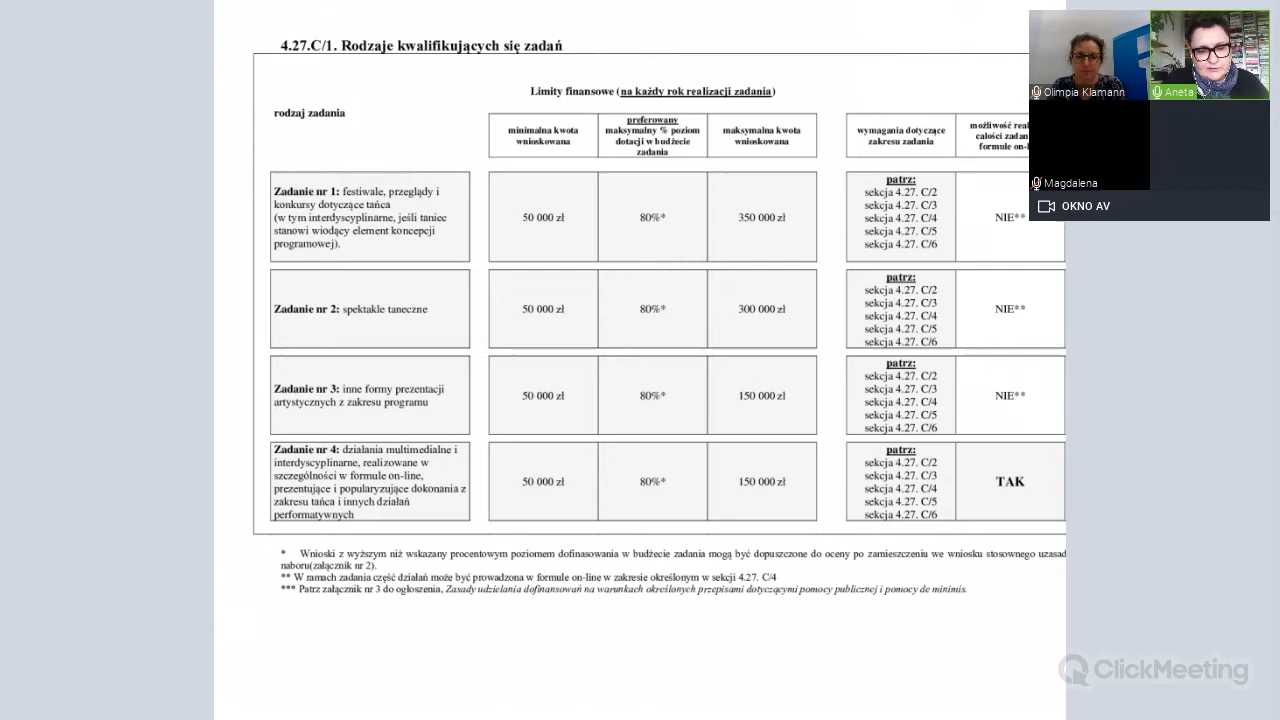 4.27.C/1. Rodzaje kwalifikujących się zadań
Limity finansowe (na każdy rok realizacji zadania)
rodzaj zadania
minimalna kwota
wnioskowana
preferowany
maksymalny % poziom
dotacji w budżecie
zadania
maksymalna kwota
wnioskowana
wymagania dotyczące
zakresu zadania
możliwość
całości
formule
Zadanie nr 1: festiwale, przeglądy i
konkursy dotyczące tańca
(w tym interdyscyplinarne, jeśli taniec
stanowi wiodący element koncepcji
programowej).
50 000 zł
80%*
350 000 zł
patrz:
sekcja 4.27. C/2
sekcja 4.27. C/3
sekcja 4.27. C/4
sekcja 4.27. C/5
sekcja 4.27. C/6
NIE**
Zadanie nr 2: spektakle taneczne
50 000 zł
80%*
300 000 zł
patrz:
sekcja 4.27. C/2
sekcja 4.27. C/3
sekcja 4.27. C/4
sekcja 4.27. C/5
sekcja 4.27. C/6
NIE**
Zadanie nr 3: inne formy prezentacji
artystycznych z zakresu programu
50 000 zł
80%*
150 000 zł
patrz:
sekcja 4.27. C/2
sekcja 4.27. C/3
sekcja 4.27. C/4
sekcja 4.27. C/5
sekcja 4.27. C/6
NIE**
Zadanie nr 4: działania multimedialne i
interdyscyplinarne, realizowane w
szczególności w formule on-line,
prezentujące i popularyzujące dokonania z
zakresu tańca i innych działań
performatywnych
50 000 zł
80%*
150 000 zł
patrz:
sekcja 4.27. C/2
sekcja 4.27. C/3
sekcja 4.27. C/4
sekcja 4.27. C/5
sekcja 4.27. C/6
TAK
* Wnioski z wyższym niż wskazany procentowym poziomem dofinasowania w budżecie zadania mogą być dopuszczone do oceny po zamieszczeniu we wniosku stosownego uzasad
naboru(załącznik nr 2).
** W ramach zadania część działań może być prowadzona w formule on-line w zakresie określonym w sekcji 4.27. C/4
*** Patrz załącznik nr 3 do ogłoszenia, Zasady udzielania dofinansowań na warunkach określonych przepisami dotyczącymi pomocy publicznej i pomocy de minimis.
Olimpia Klamann
Aneta
Magdalena
OKNO AV
ClickMeeting